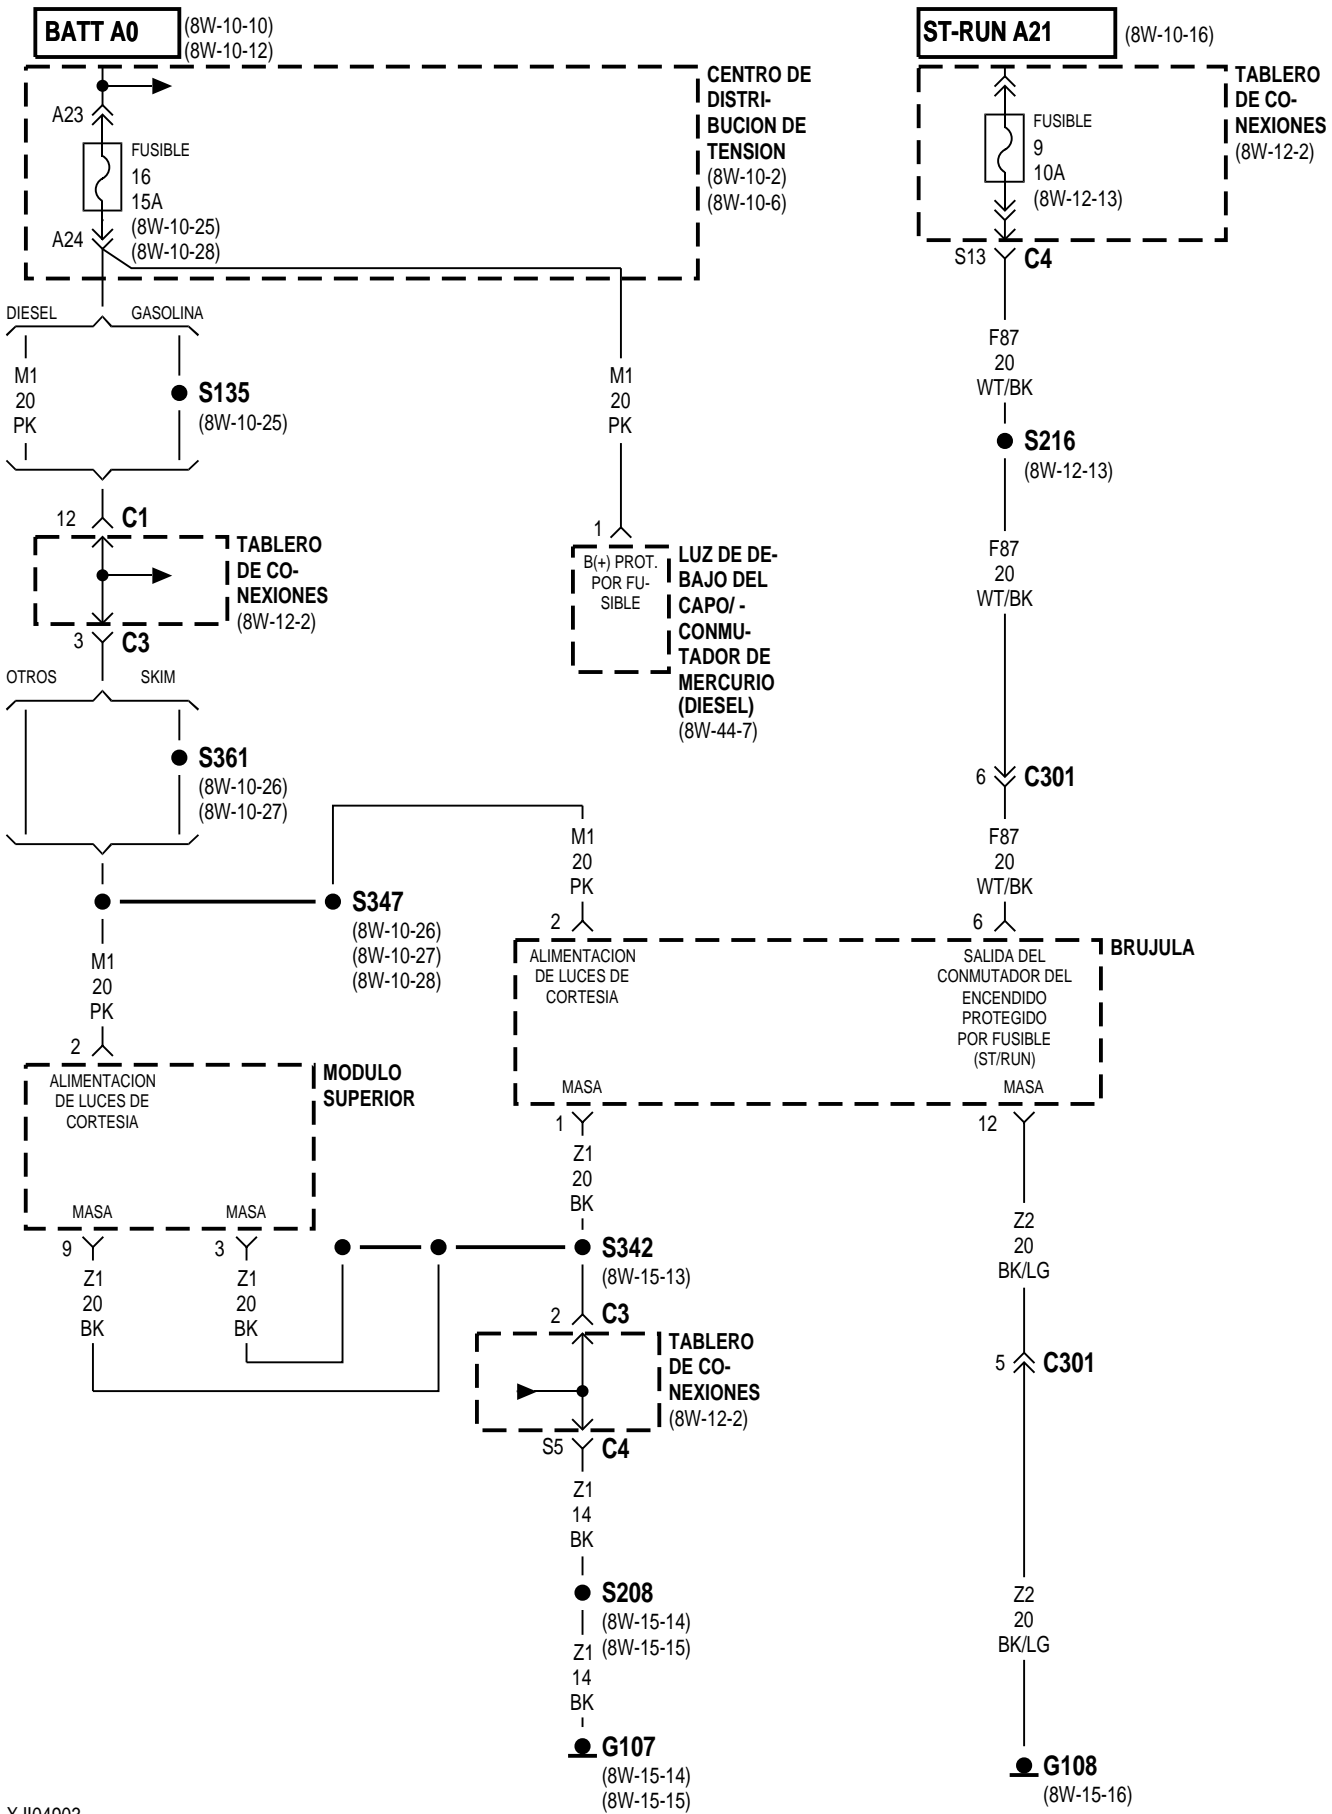 BATT A0
(8W-10-10)
(8W-10-12)
ST-RUN A21
(8W-10-16)
CENTRO DE
DISTRI-
BUCION DE
TENSION
(8W-10-2)
(8W-10-6)
TABLERO
DE CO-
NEXIONES
(8W-12-2)
A23
FUSIBLE
16
15A
(8W-10-25)
(8W-10-28)
A24
FUSIBLE
9
10A
(8W-12-13)
S13
C4
DIESEL
GASOLINA
M1
20
PK
S135
(8W-10-25)
M1
20
PK
F87
20
WT/BK
S216
(8W-12-13)
12
C1
TABLERO
DE CO-
NEXIONES
(8W-12-2)
3
C3
1
B(+) PROT.
POR FU-
SIBLE
LUZ DE DE-
BAJO DEL
CAPO/ -
CONMU-
TADOR DE
MERCURIO
(DIESEL)
(8W-44-7)
F87
20
WT/BK
OTROS
SKIM
S361
(8W-10-26)
(8W-10-27)
6
C301
M1
20
PK
F87
20
WT/BK
S347
(8W-10-26)
(8W-10-27)
(8W-10-28)
2
6
M1
20
PK
ALIMENTACION
DE LUCES DE
CORTESIA
SALIDA DEL
CONMUTADOR DEL
ENCENDIDO
PROTEGIDO
POR FUSIBLE
(ST/RUN)
BRUJULA
MASA
MASA
2
ALIMENTACION
DE LUCES DE
CORTESIA
MODULO
SUPERIOR
MASA
MASA
1
12
Z1
20
BK
Z2
20
BK/LG
9
3
Z1
20
BK
Z1
20
BK
S342
(8W-15-13)
2
C3
TABLERO
DE CO-
NEXIONES
(8W-12-2)
S5
C4
5
C301
Z1
14
BK
S208
(8W-15-14)
(8W-15-15)
Z1
14
BK
Z2
20
BK/LG
G107
(8W-15-14)
(8W-15-15)
G108
(8W-15-16)